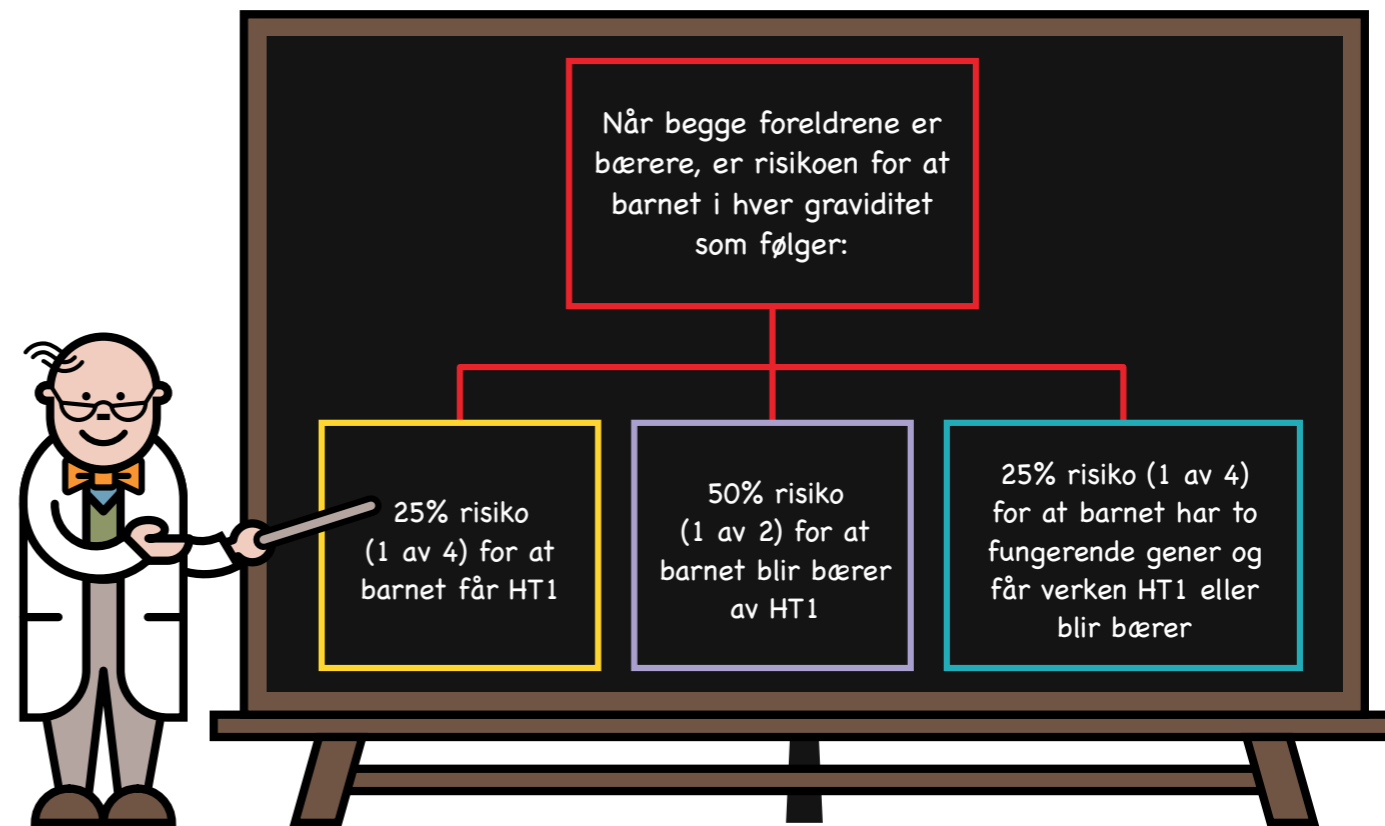 Når begge foreldrene er
bærere, er risikoen for at
barnet i hver graviditet
som følger:
25% risiko
(1 av 4) for at
barnet får HT1
50% risiko
(1 av 2) for at
barnet blir bærer
av HT1
25% risiko (1 av 4)
for at barnet har to
fungerende gener og
får verken HT1 eller
blir bærer